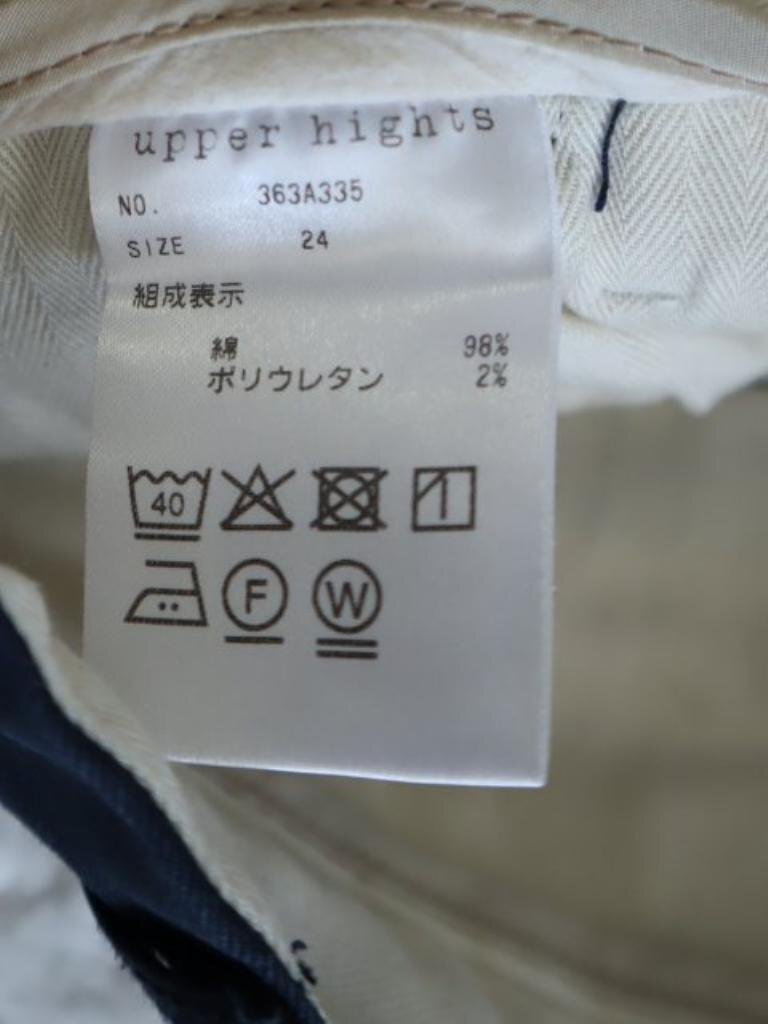 upper hights
NO. 363A335
SIZE 24
組成表示
綿 98%
ポリウレタン 2%
40
F W